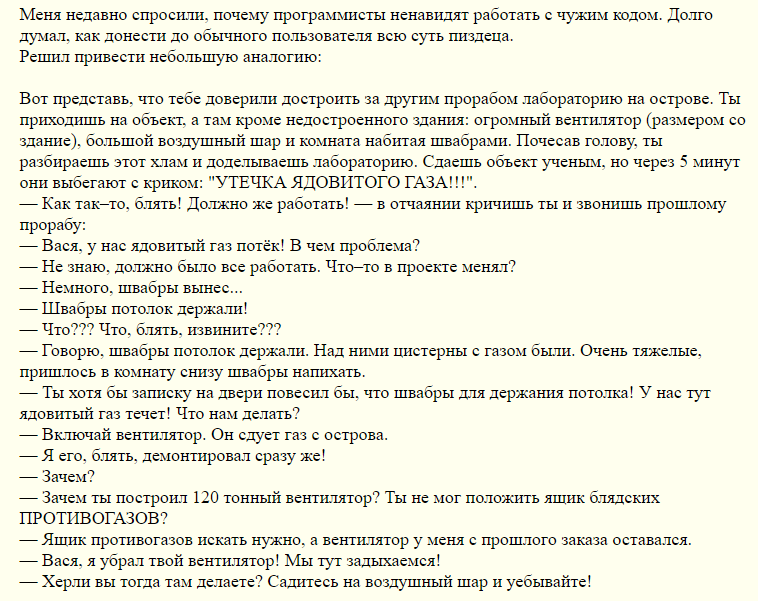 Меня недавно спросили, почему программисты ненавидят работать с чужим кодом. Долго
думал, как донести до обычного пользователя всю суть пиздеца.
Решил привести небольшую аналогию:
Вот представь, что тебе доверили достроить за другим прорабом лабораторию на острове. Ты
приходишь на объект, а там кроме недостроенного здания: огромный вентилятор (размером со
здание), большой воздушный шар и комната набитая швабрами. Почесав голову, ты
разбираешь этот хлам и доделываешь лабораторию. Сдаешь объект ученым, но через 5 минут
они выбегают с криком: "УТЕЧКА ЯДОВИТОГО ГАЗА!!!".
— Как так–то, блять! Должно же работать! — в отчаянии кричишь ты и звонишь прошлому
прорабу:
— Вася, у нас ядовитый газ потёк! В чем проблема?
— Не знаю, должно было все работать. Что–то в проекте менял?
— Немного, швабры вынес...
— Швабры потолок держали!
— Что??? Что, блять, извините???
— Говорю, швабры потолок держали. Над ними цистерны с газом были. Очень тяжелые,
пришлось в комнату снизу швабры напихать.
— Ты хотя бы записку на двери повесил бы, что швабры для держания потолка! У нас тут
ядовитый газ течет! Что нам делать?
— Включай вентилятор. Он сдует газ с острова.
— Я его, блять, демонтировал сразу же!
— Зачем?
— Зачем ты построил 120 тонный вентилятор? Ты не мог положить ящик блядских
ПРОТИВОГАЗОВ?
— Ящик противогазов искать нужно, а вентилятор у меня с прошлого заказа оставался.
— Вася, я убрал твой вентилятор! Мы тут задыхаемся!
— Херли вы тогда там делаете? Садитесь на воздушный шар и уебывайте!